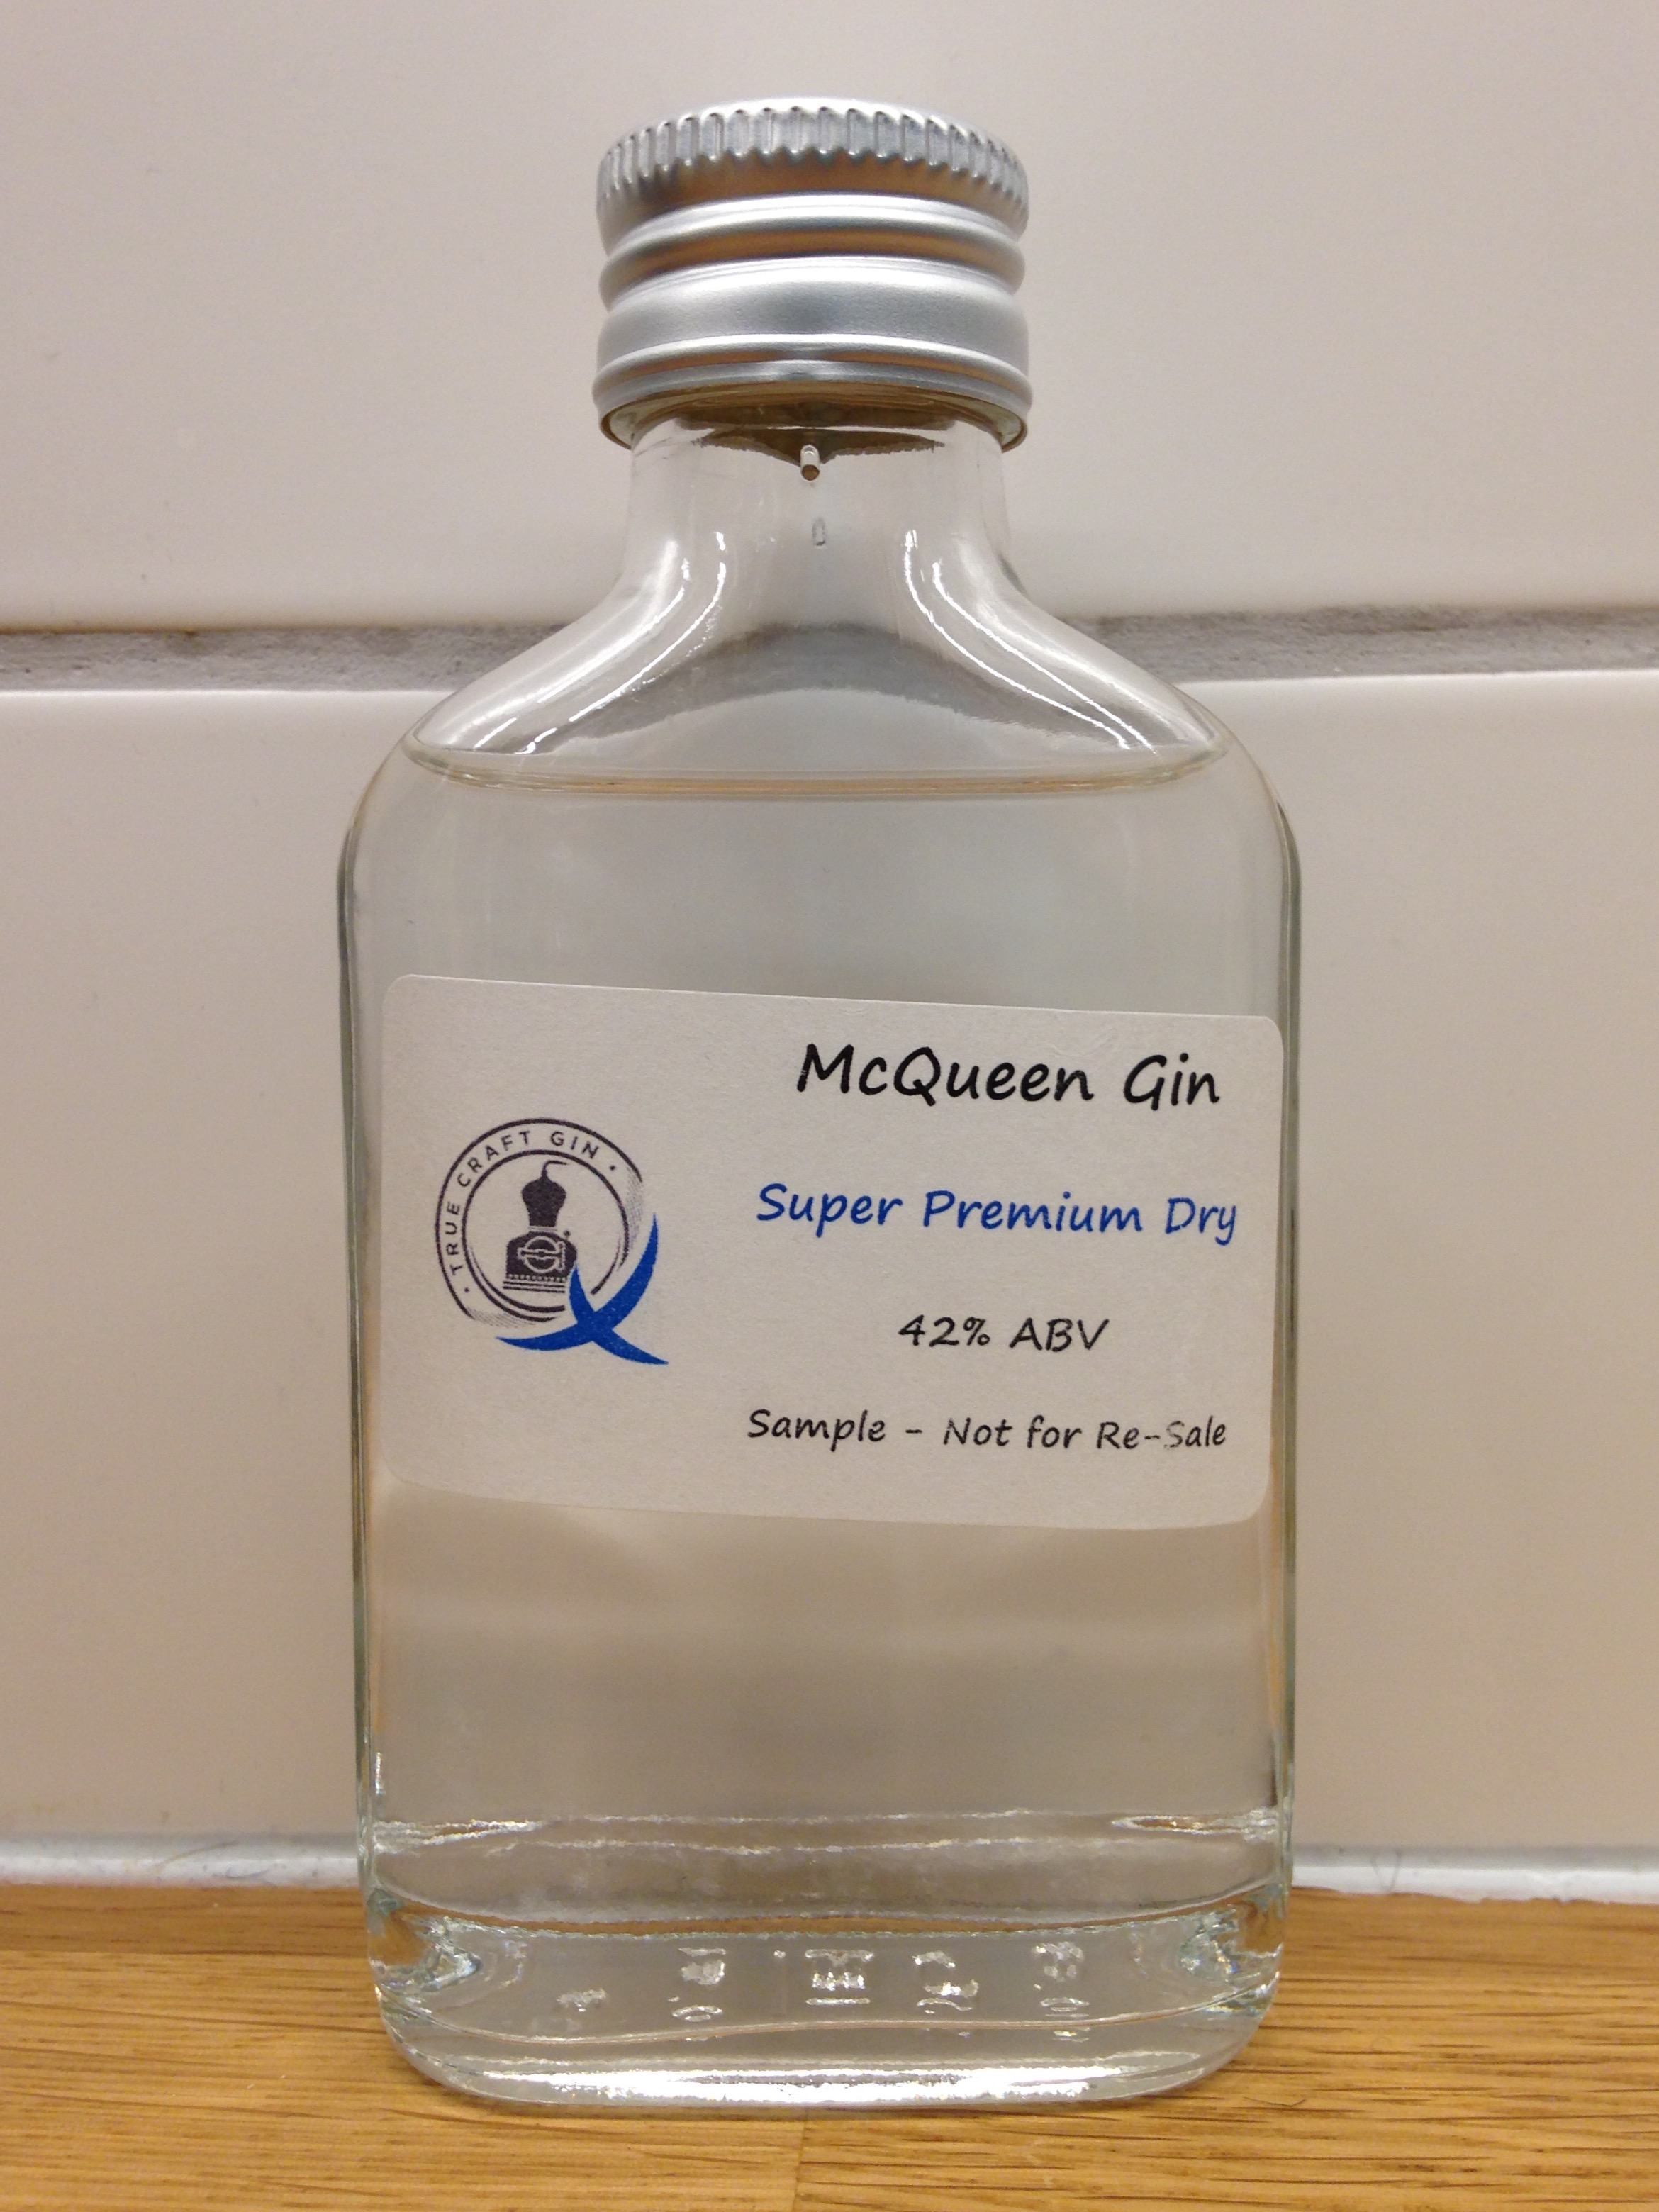 McQueen Gin
· TRUE CRAFT GIN ·
Super Premium Dry
42% ABV
Sample - Not for Re-Sale